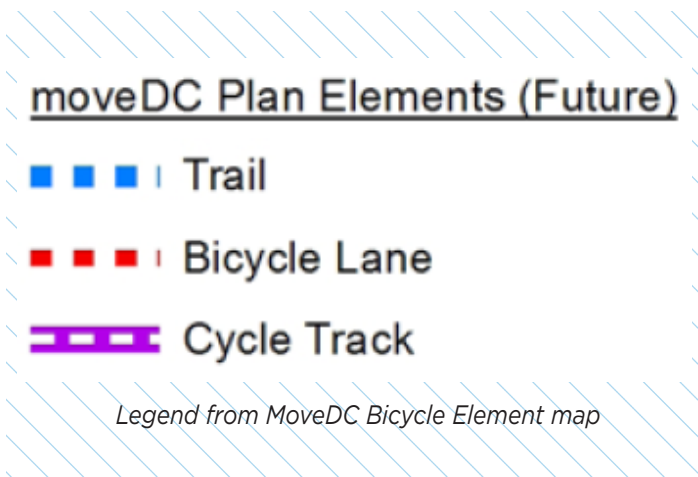 moveDC Plan Elements (Future)
Trail
Bicycle Lane
Cycle Track
Legend from MoveDC Bicycle Element map